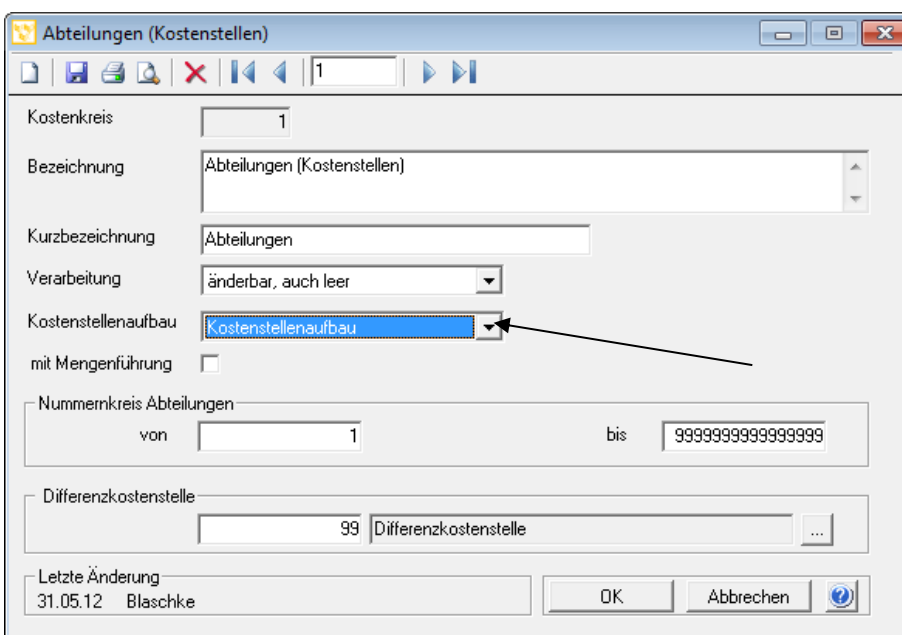 Abteilungen (Kostenstellen)
1
Kostenkreis 1
Bezeichnung Abteilungen (Kostenstellen)
Kurzbezeichnung Abteilungen
Verarbeitung änderbar, auch leer
Kostenstellenaufbau Kostenstellenaufbau
mit Mengenführung
Nummernkreis Abteilungen
von 1 bis 9999999999999999
Differenzkostenstelle
99 Differenzkostenstelle ...
Letzte Änderung
31.05.12 Blaschke OK Abbrechen ?